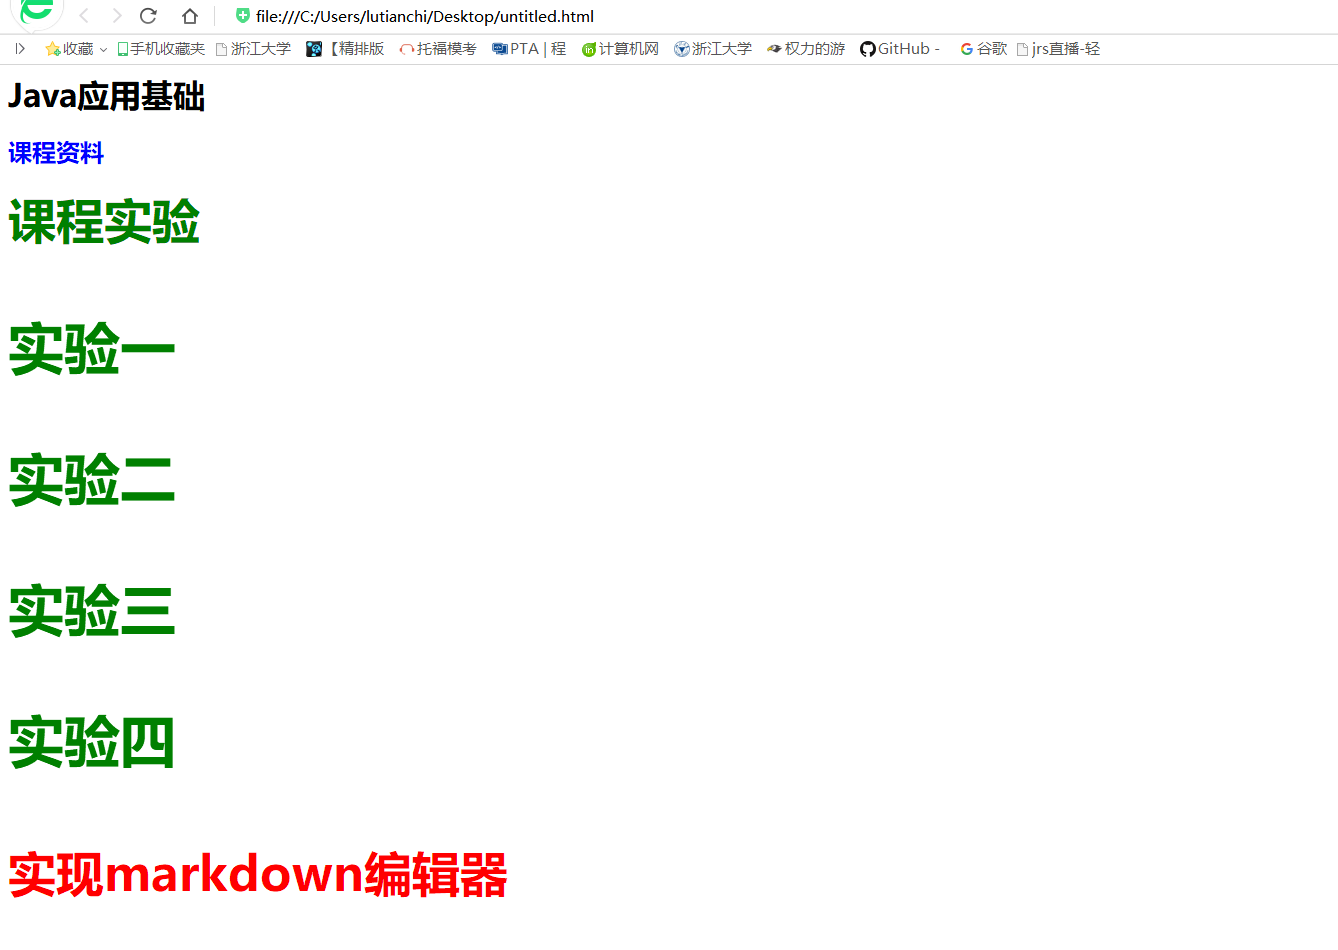 file:///C:/Users/lutianchi/Desktop/untitled.html
收藏 手机收藏夹 浙江大学 【精排版 托福模考 PTA | 程 计算机网 浙江大学 权力的游 GitHub - 谷歌 jrs直播-轻
Java应用基础
课程资料
课程实验
实验一
实验二
实验三
实验四
实现markdown编辑器